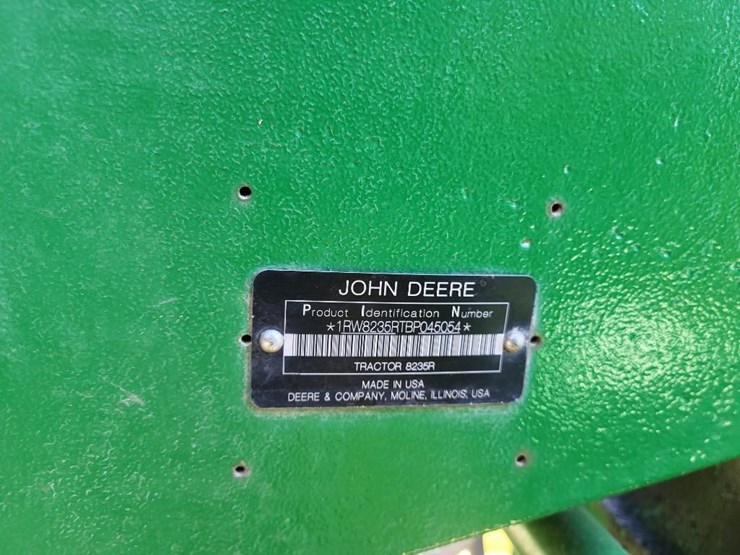 JOHN DEERE
Product Identification Number
*1RW8235RTBP045054*
TRACTOR 8235R
MADE IN USA
DEERE & COMPANY, MOLINE, ILLINOIS, USA